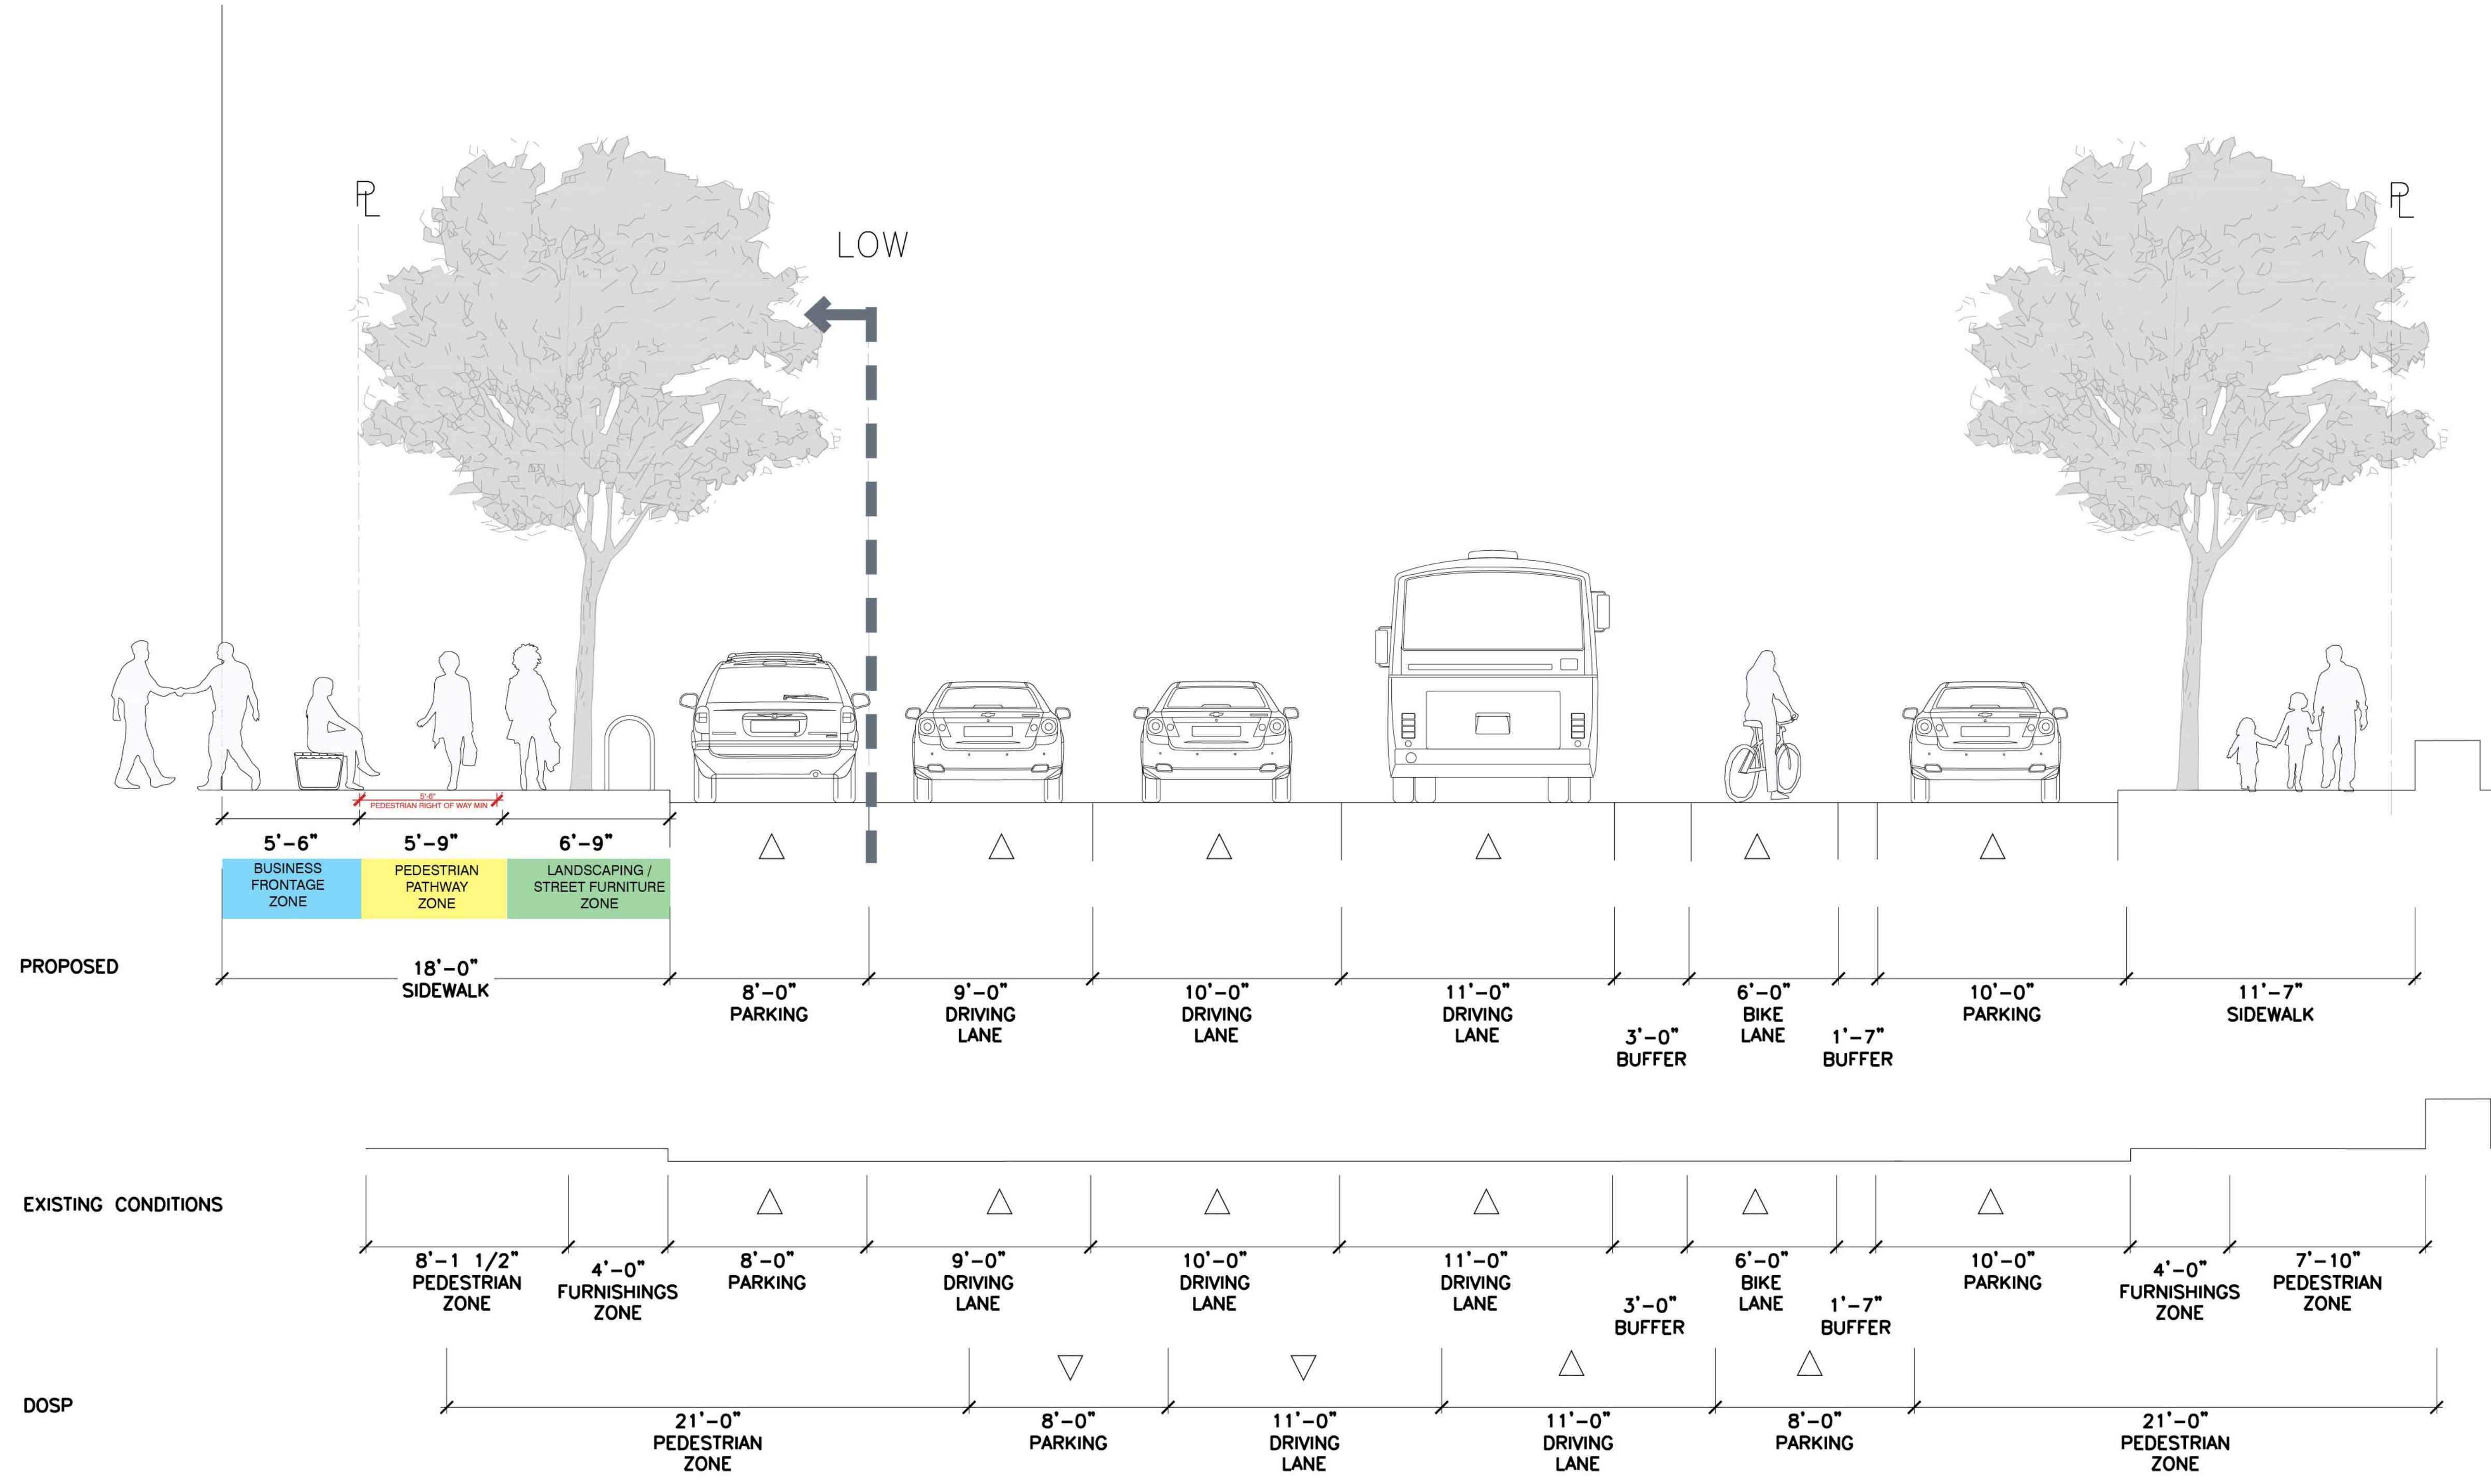 PL
PL
LOW
5'-6"
PEDESTRIAN RIGHT OF WAY MIN
5'-6"
5'-9"
6'-9"
BUSINESS
FRONTAGE
ZONE
PEDESTRIAN
PATHWAY
ZONE
LANDSCAPING /
STREET FURNITURE
ZONE
PROPOSED
18'-0"
SIDEWALK
8'-0"
PARKING
9'-0"
DRIVING
LANE
10'-0"
DRIVING
LANE
11'-0"
DRIVING
LANE
3'-0"
BUFFER
6'-0"
BIKE
LANE
1'-7"
BUFFER
10'-0"
PARKING
11'-7"
SIDEWALK
EXISTING CONDITIONS
8'-1 1/2"
PEDESTRIAN
ZONE
4'-0"
FURNISHINGS
ZONE
8'-0"
PARKING
9'-0"
DRIVING
LANE
10'-0"
DRIVING
LANE
11'-0"
DRIVING
LANE
3'-0"
BUFFER
6'-0"
BIKE
LANE
1'-7"
BUFFER
10'-0"
PARKING
4'-0"
FURNISHINGS
ZONE
7'-10"
PEDESTRIAN
ZONE
DOSP
21'-0"
PEDESTRIAN
ZONE
8'-0"
PARKING
11'-0"
DRIVING
LANE
11'-0"
DRIVING
LANE
8'-0"
PARKING
21'-0"
PEDESTRIAN
ZONE